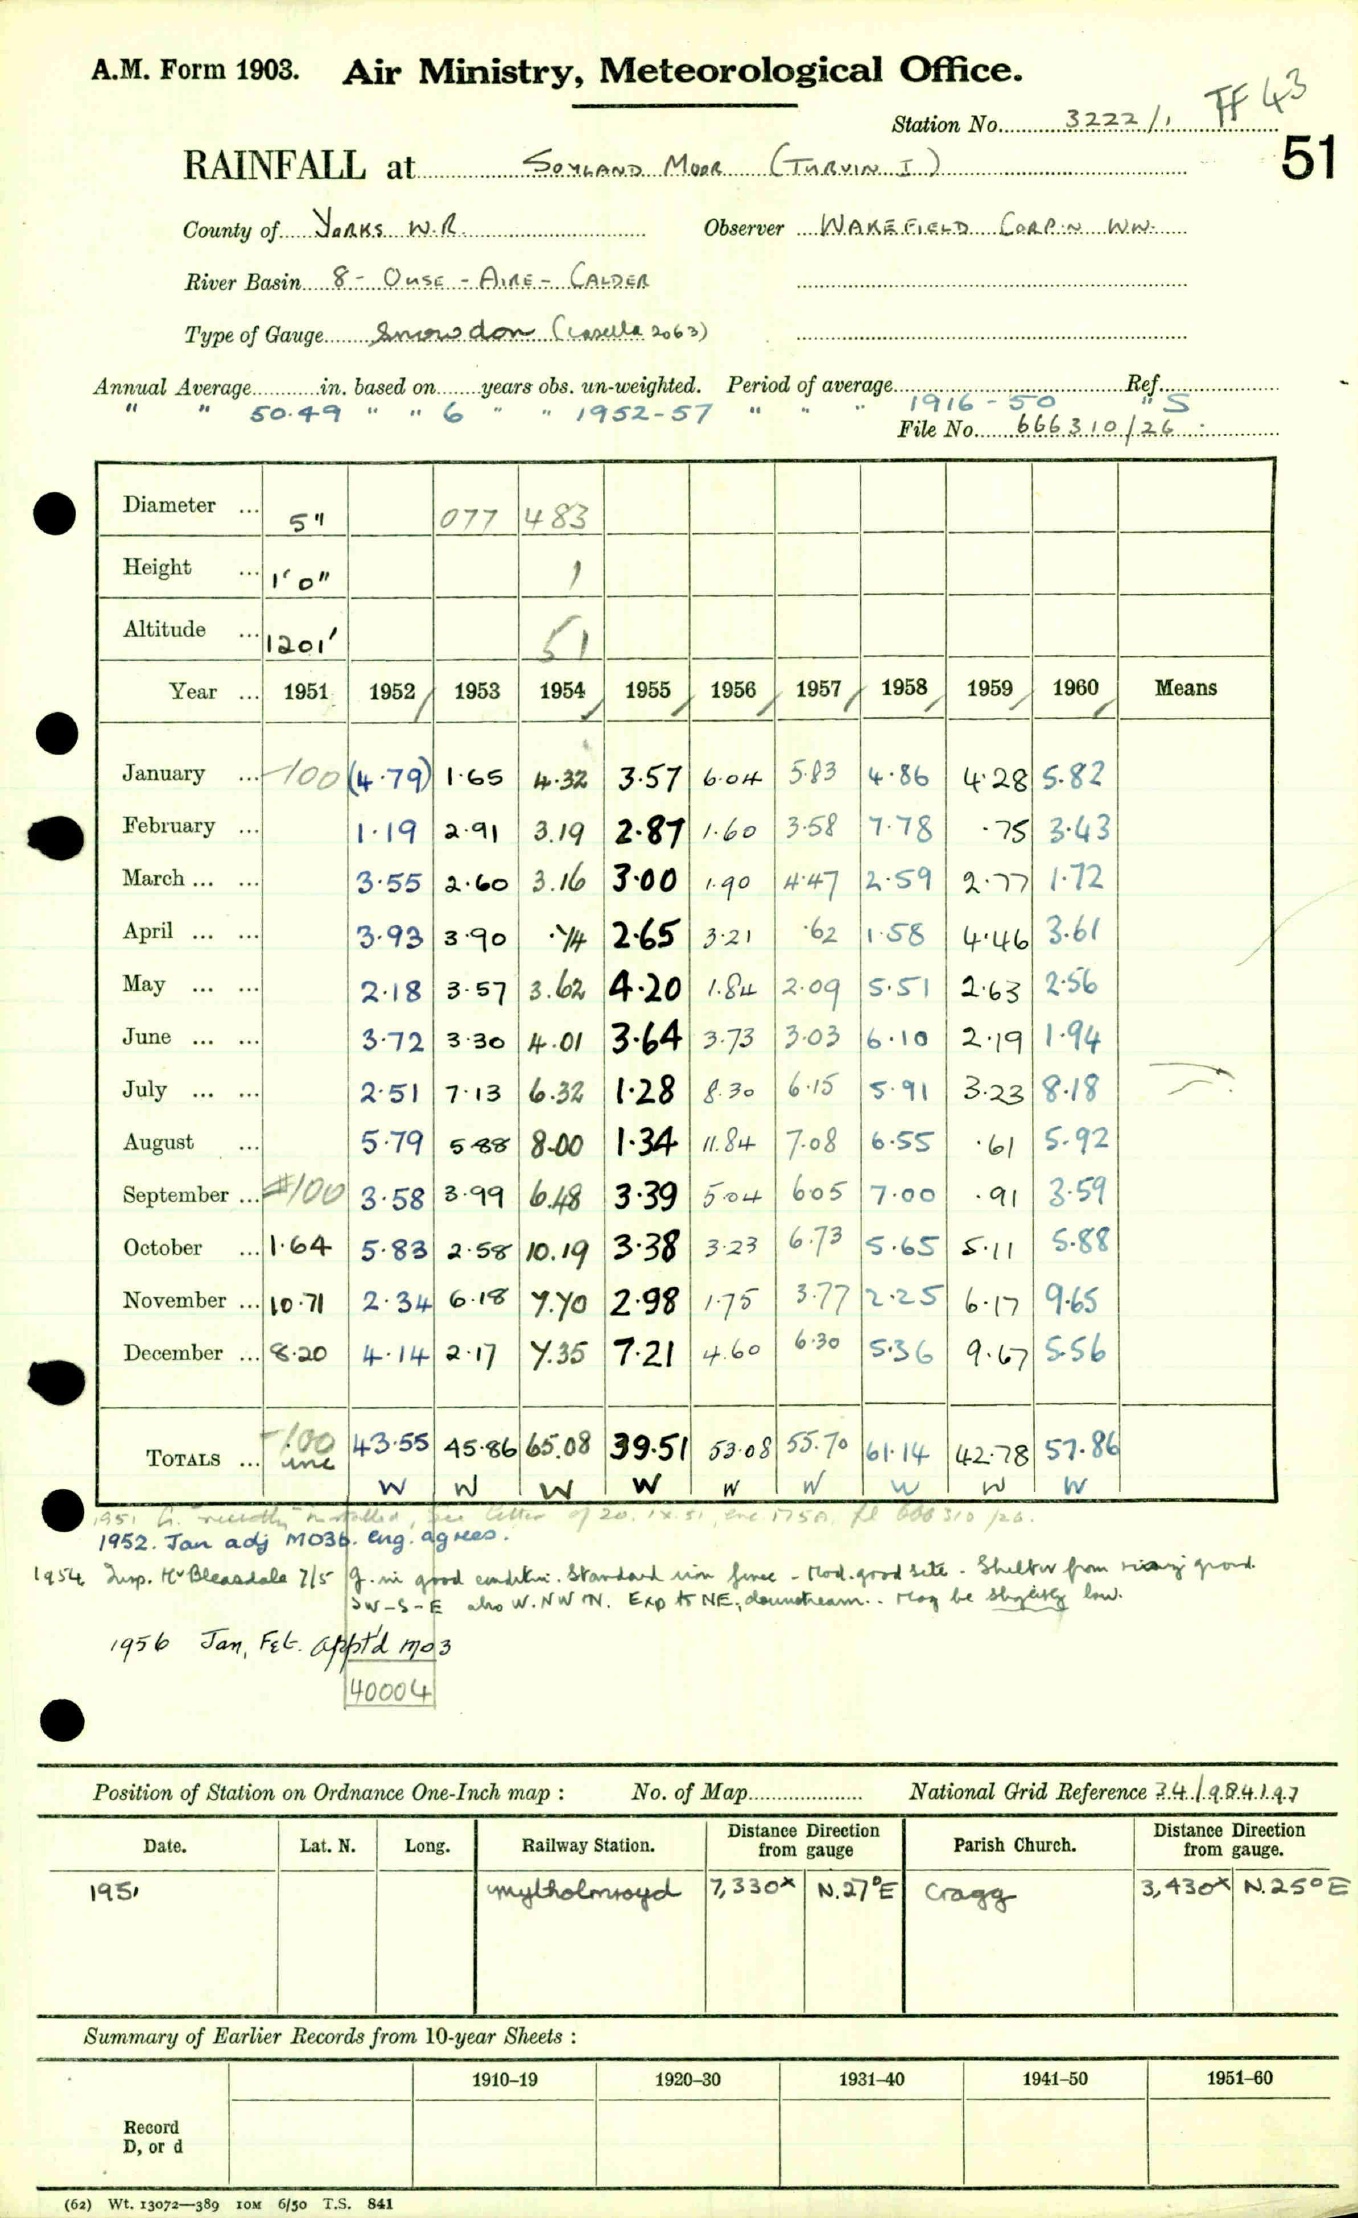 A.M. Form 1903. Air Ministry, Meteorological Office.
Station No. 3222/1 TF 43
RAINFALL at SOYLAND MOOR (TURVIN I) 51
County of YORKS W.R. Observer WAKEFIELD CORP'N WW.
River Basin 8 - OUSE - AIRE - CALDER
Type of Gauge Snowdon (Casella 2063)
Annual Average in. based on years obs. un-weighted. Period of average Ref.
" " 50.49 " " 6 " " 1952-57 " " " 1916-50 " S
File No. 666310/26
Diameter ... 5" 077 483
Height ... 1'0" 1
Altitude ... 1201' 51
Year ... 1951 1952 1953 1954 1955 1956 1957 1958 1959 1960 Means
January ... -100 (4.79) 1.65 4.32 3.57 6.04 5.83 4.86 4.28 5.82
February ... 1.19 2.91 3.19 2.87 1.60 3.58 7.78 .75 3.43
March ... ... 3.55 2.60 3.16 3.00 1.90 4.47 2.59 2.77 1.72
April ... ... 3.93 3.90 .74 2.65 3.21 .62 1.58 4.46 3.61
May ... ... 2.18 3.57 3.62 4.20 1.84 2.09 5.51 2.63 2.56
June ... ... 3.72 3.30 4.01 3.64 3.73 3.03 6.10 2.19 1.94
July ... ... 2.51 7.13 6.32 1.28 8.30 6.15 5.91 3.23 8.18
August ... 5.79 5.88 8.00 1.34 11.84 7.08 6.55 .61 5.92
September ... -100 3.58 3.99 6.48 3.39 5.04 6.05 7.00 .91 3.59
October ... 1.64 5.83 2.58 10.19 3.38 3.23 6.73 5.65 5.11 5.88
November ... 10.71 2.34 6.18 7.70 2.98 1.75 3.77 2.25 6.17 9.65
December ... 8.20 4.14 2.17 7.35 7.21 4.60 6.30 5.36 9.67 5.56
TOTALS ... -100 inc 43.55 45.86 65.08 39.51 53.08 55.70 61.14 42.78 57.86
W W W W W W W W W
1951 G. "recently" installed, see letter of 20.IX.51, enc 175A, fl 666310/26.
1952. Jan adj MO3b. eng. agrees.
1954 Insp. Mr Bleasdale 7/5 G. in good condition. Standard iron fence - Mod. good site - Shelter from rising ground
SW-S-E also W. NW N. Exp to NE, downstream. May be slightly low.
1956 Jan, Feb. appt'd MO3
40004
Position of Station on Ordnance One-Inch map : No. of Map National Grid Reference 34/984197
Date. Lat. N. Long. Railway Station. Distance from Direction gauge Parish Church. Distance from Direction gauge.
1951 Mytholmroyd 7,330x N.27°E Cragg 3,430x N.25°E
Summary of Earlier Records from 10-year Sheets :
1910–19 1920–30 1931–40 1941–50 1951–60
Record
D, or d
(62) Wt. 13072—389 10M 6/50 T.S. 841